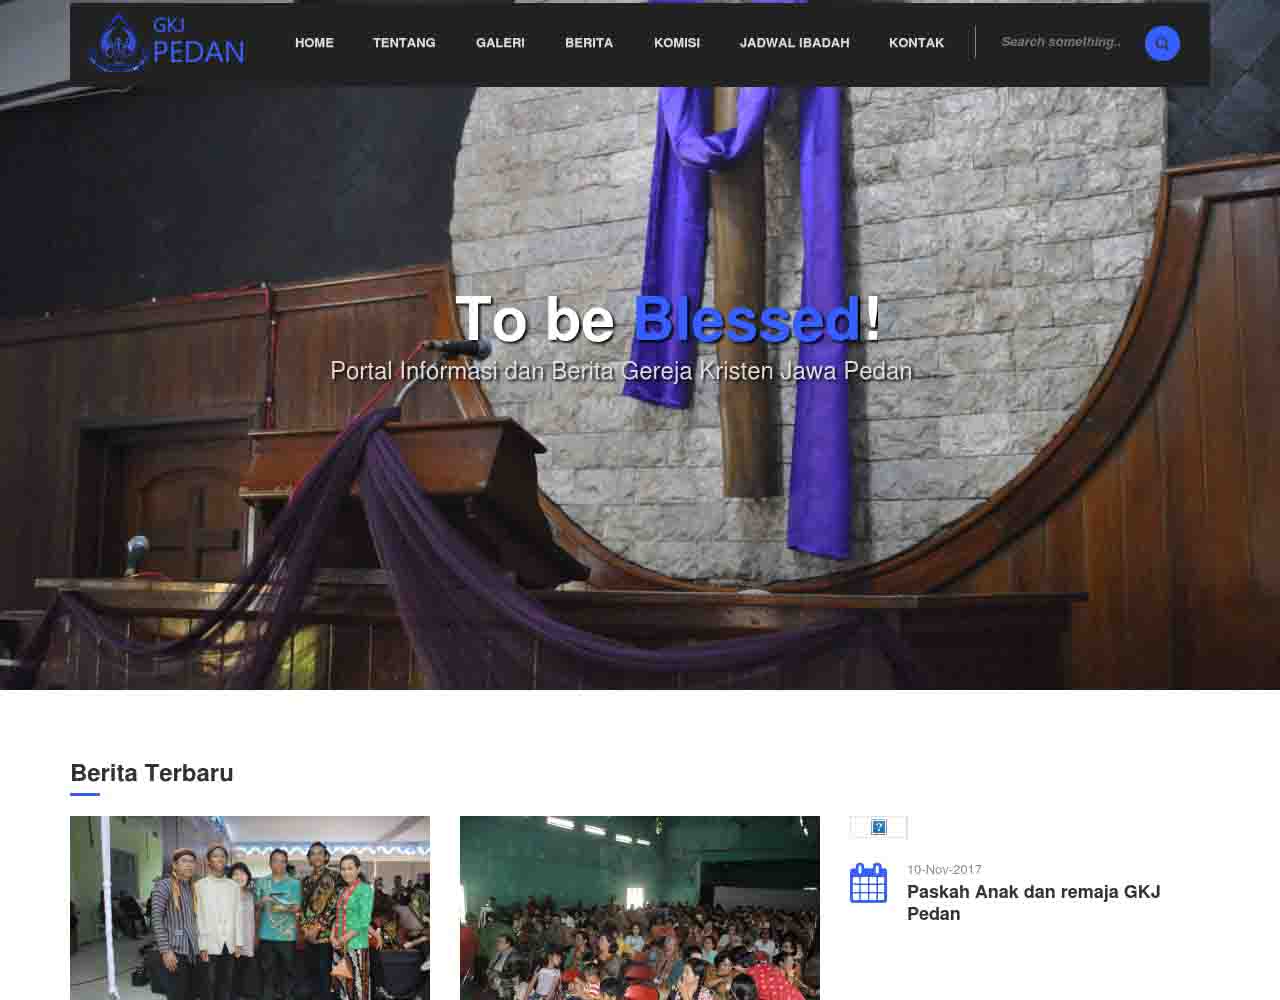 GKJ
PEDAN
HOME
TENTANG
GALERI
BERITA
KOMISI
JADWAL IBADAH
KONTAK
Search something..
To be Blessed!
Portal Informasi dan Berita Gereja Kristen Jawa Pedan
Berita Terbaru
10-Nov-2017
Paskah Anak dan remaja GKJ
Pedan